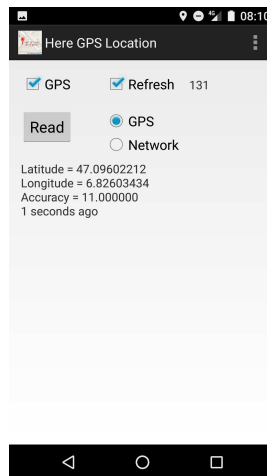 4G 08:10
Here GPS Location
GPS Refresh 131
Read GPS
Network
Latitude = 47.09602212
Longitude = 6.82603434
Accuracy = 11.000000
1 seconds ago